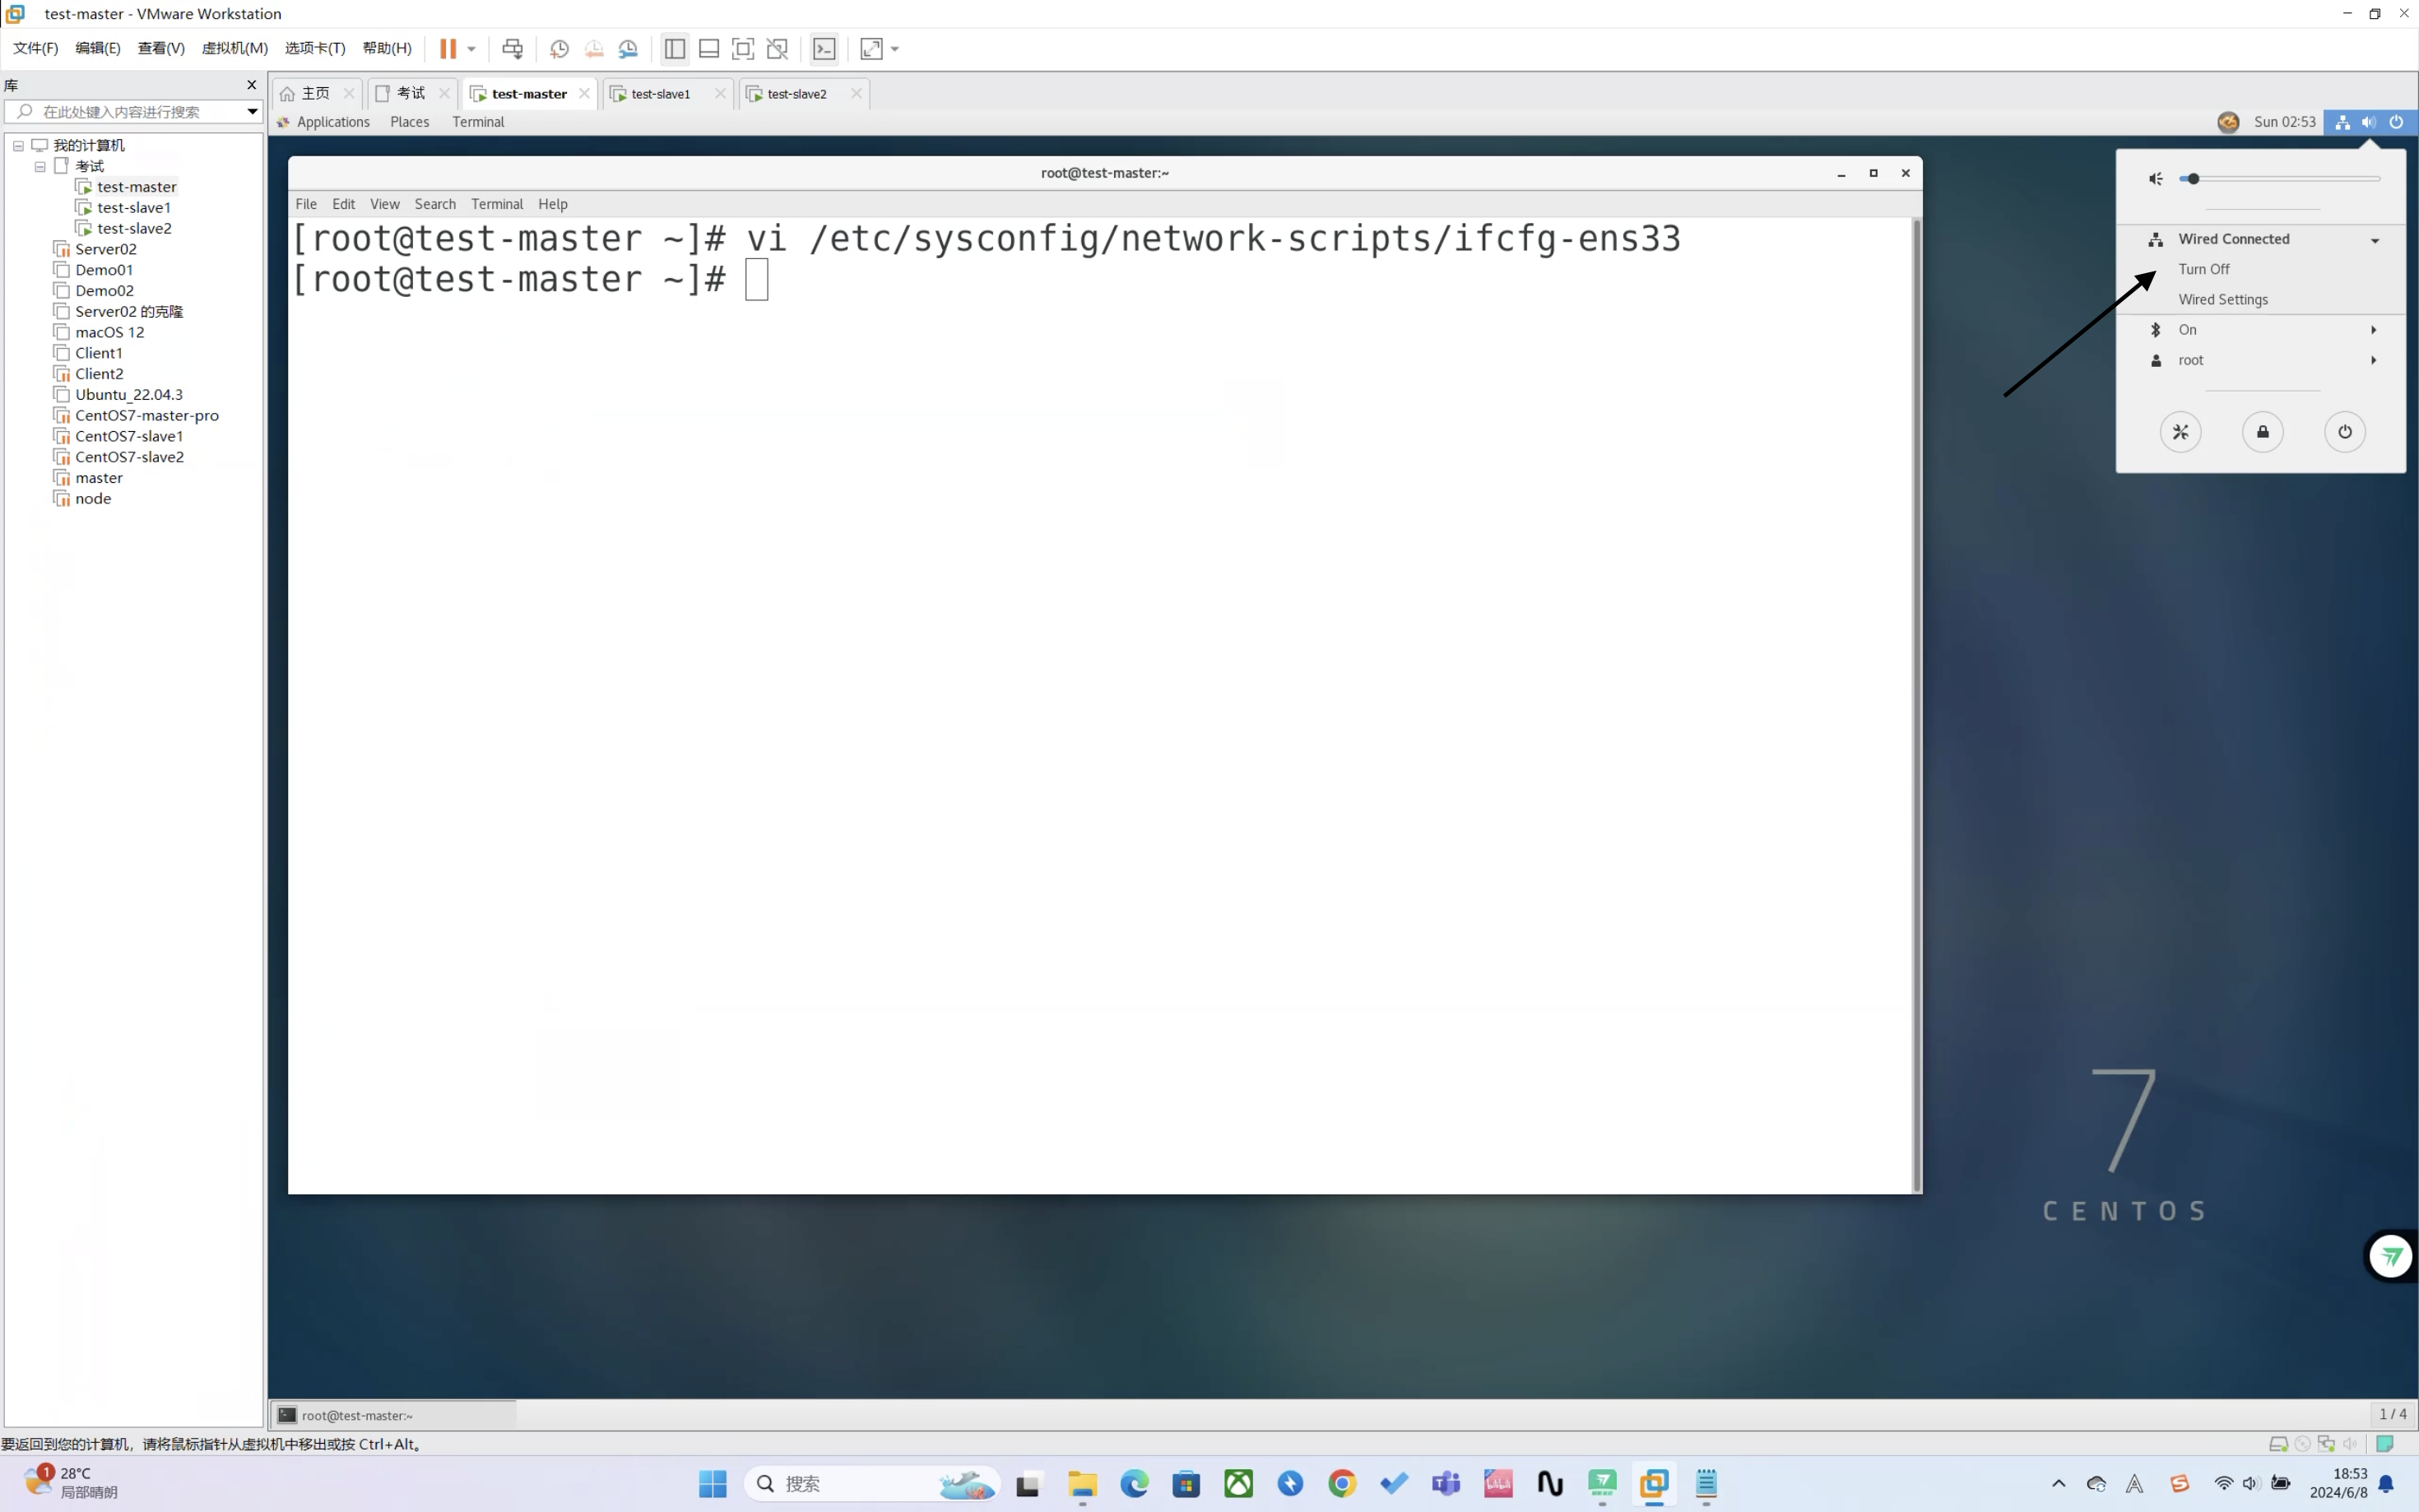 test-master - VMware Workstation
文件(F) 编辑(E) 查看(V) 虚拟机(M) 选项卡(T) 帮助(H)
库
在此处键入内容进行搜索
我的计算机
考试
test-master
test-slave1
test-slave2
Server02
Demo01
Demo02
Server02 的克隆
macOS 12
Client1
Client2
Ubuntu_22.04.3
CentOS7-master-pro
CentOS7-slave1
CentOS7-slave2
master
node
主页 考试 test-master test-slave1 test-slave2
Applications Places Terminal Sun 02:53
root@test-master:~
File Edit View Search Terminal Help
[root@test-master ~]# vi /etc/sysconfig/network-scripts/ifcfg-ens33
[root@test-master ~]#
Wired Connected
Turn Off
Wired Settings
On
root
7
CENTOS
root@test-master:~ 1 / 4
要返回到您的计算机，请将鼠标指针从虚拟机中移出或按 Ctrl+Alt。
1
28°C
局部晴朗
搜索
18:53
2024/6/8